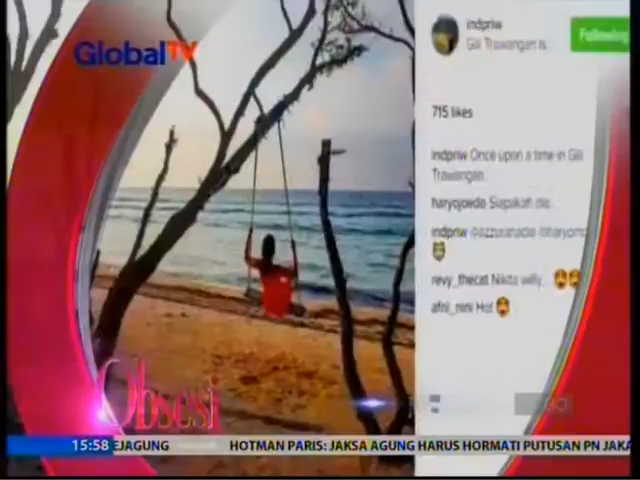 GlobalTV
indpriw
Gili Trawangan Is
Following
715 likes
indpriw Once upon a time in Gili
Trawangan.
haryojoedo Siapakah dia..
indpriw
revy_thecat Nikita willy..
afni_nini Hot
Obsesi
15:58 EJAGUNG HOTMAN PARIS: JAKSA AGUNG HARUS HORMATI PUTUSAN PN JAKA